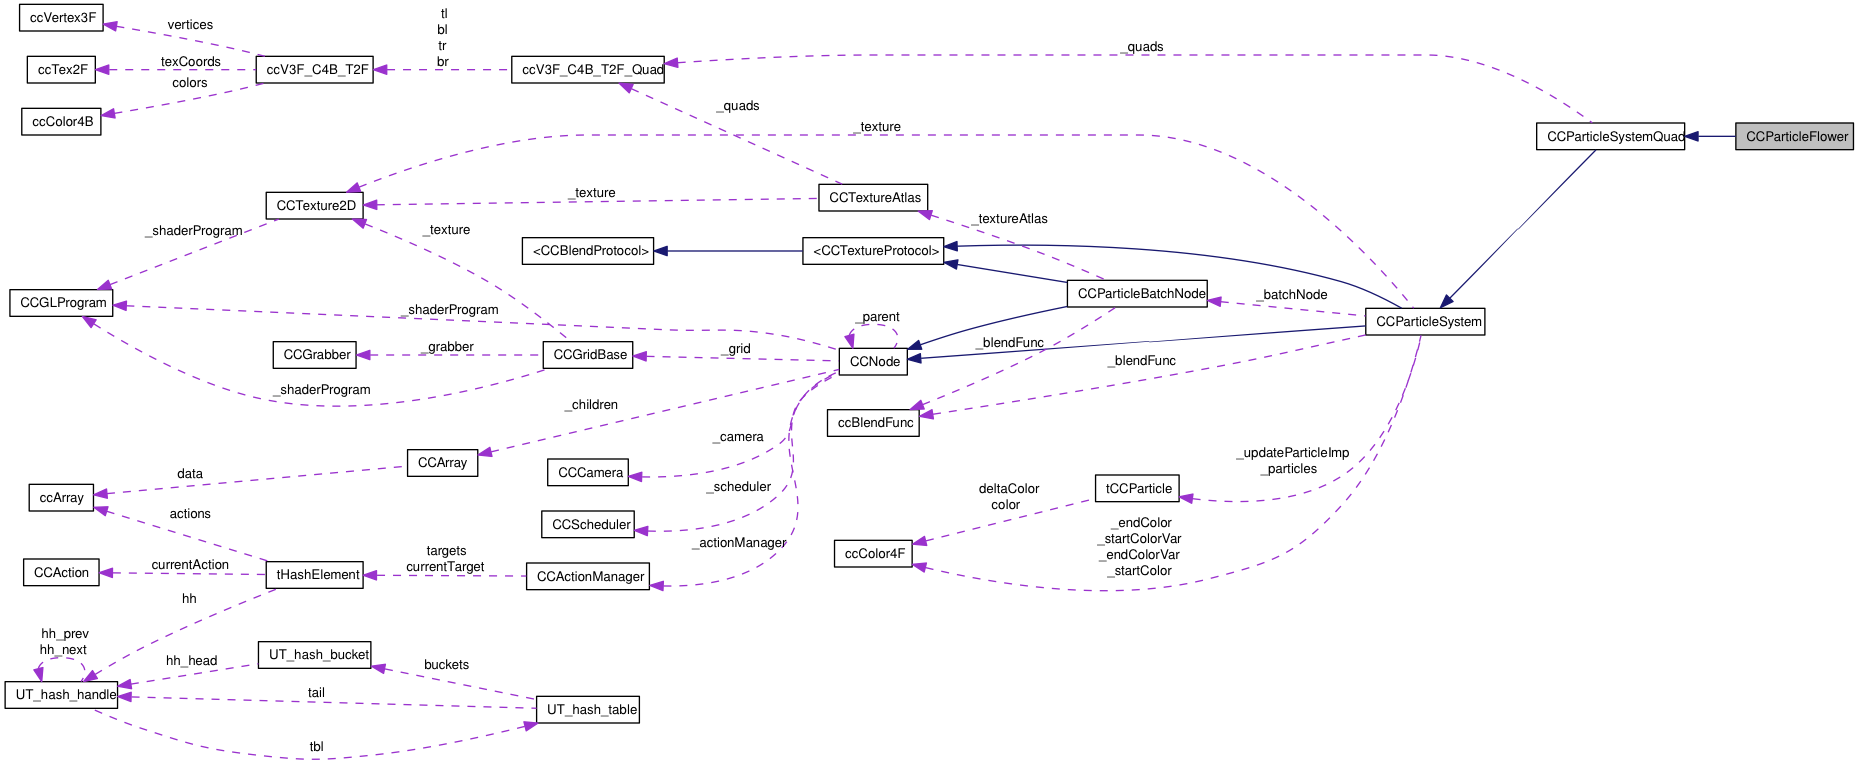 ccVertex3F
vertices
tl
bl
tr
br
_quads
ccTex2F
texCoords
ccV3F_C4B_T2F
ccV3F_C4B_T2F_Quad
colors
ccColor4B
_quads
_texture
CCParticleSystemQuad
CCParticleFlower
CCTexture2D
_texture
CCTextureAtlas
_shaderProgram
_texture
_textureAtlas
<CCBlendProtocol>
<CCTextureProtocol>
CCGLProgram
_shaderProgram
_parent
CCParticleBatchNode
_batchNode
CCParticleSystem
CCGrabber
_grabber
CCGridBase
_grid
CCNode
_blendFunc
_blendFunc
_shaderProgram
_children
ccBlendFunc
_camera
CCArray
data
CCCamera
_updateParticleImp
_particles
ccArray
actions
_scheduler
CCScheduler
tCCParticle
deltaColor
color
_endColor
_startColorVar
_endColorVar
_startColor
_actionManager
ccColor4F
CCAction
currentAction
tHashElement
targets
currentTarget
CCActionManager
hh
hh_prev
hh_next
UT_hash_bucket
hh_head
buckets
UT_hash_handle
tail
UT_hash_table
tbl